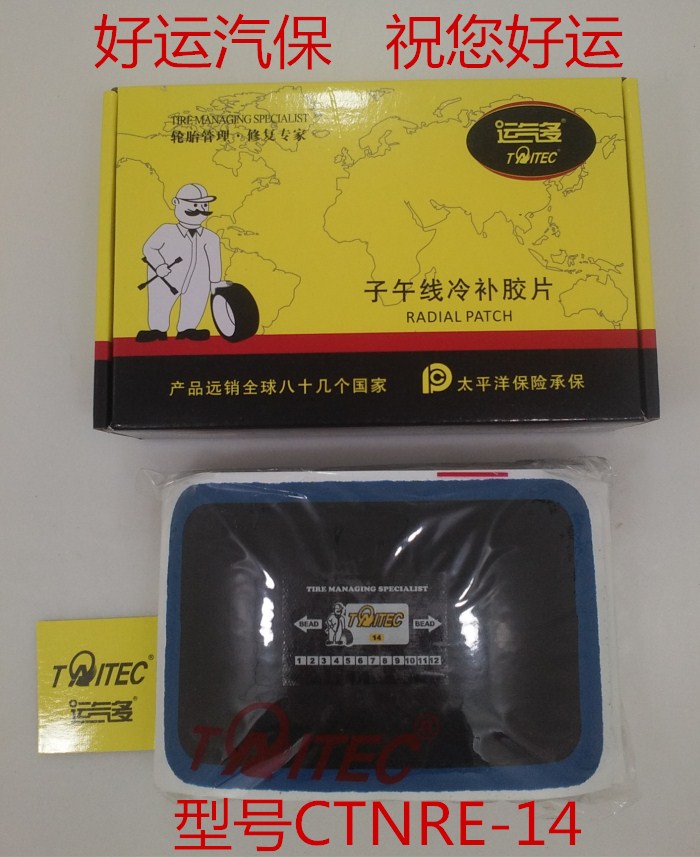 好运汽保 祝您好运
TIRE MANAGING SPECIALIST
轮胎管理·修复专家
运气多®
TAITEC®
子午线冷补胶片
RADIAL PATCH
产品远销全球八十几个国家
太平洋保险承保
TIRE MANAGING SPECIALIST
BEAD TAITEC BEAD
14
1 2 3 4 5 6 7 8 9 10 11 12
TAITEC®
运气多®
TAITEC®
型号CTNRE-14